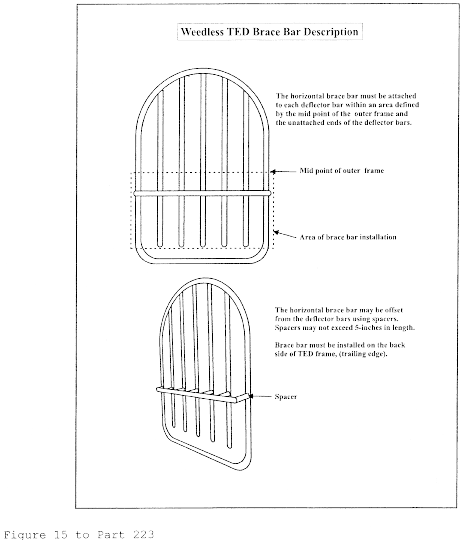 Weedless TED Brace Bar Description
The horizontal brace bar must be attached
to each deflector bar within an area defined
by the mid point of the outer frame and
the unattached ends of the deflector bars.
Mid point of outer frame
Area of brace bar installation
The horizontal brace bar may be offset
from the deflector bars using spacers.
Spacers may not exceed 5-inches in length.
Brace bar must be installed on the back
side of TED frame, (trailing edge).
Spacer
Figure 15 to Part 223